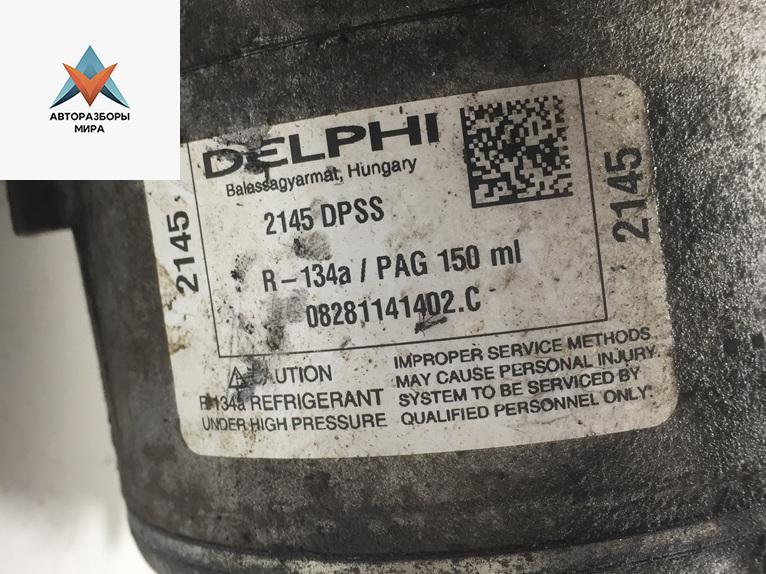 АВТОРАЗБОРЫ
МИРА
DELPHI
Balassagyarmat, Hungary
2145 DPSS
2145
2145
R-134a / PAG 150 ml
08281141402.C
CAUTION
R-134a REFRIGERANT
UNDER HIGH PRESSURE
IMPROPER SERVICE METHODS
MAY CAUSE PERSONAL INJURY.
SYSTEM TO BE SERVICED BY
QUALIFIED PERSONNEL ONLY.